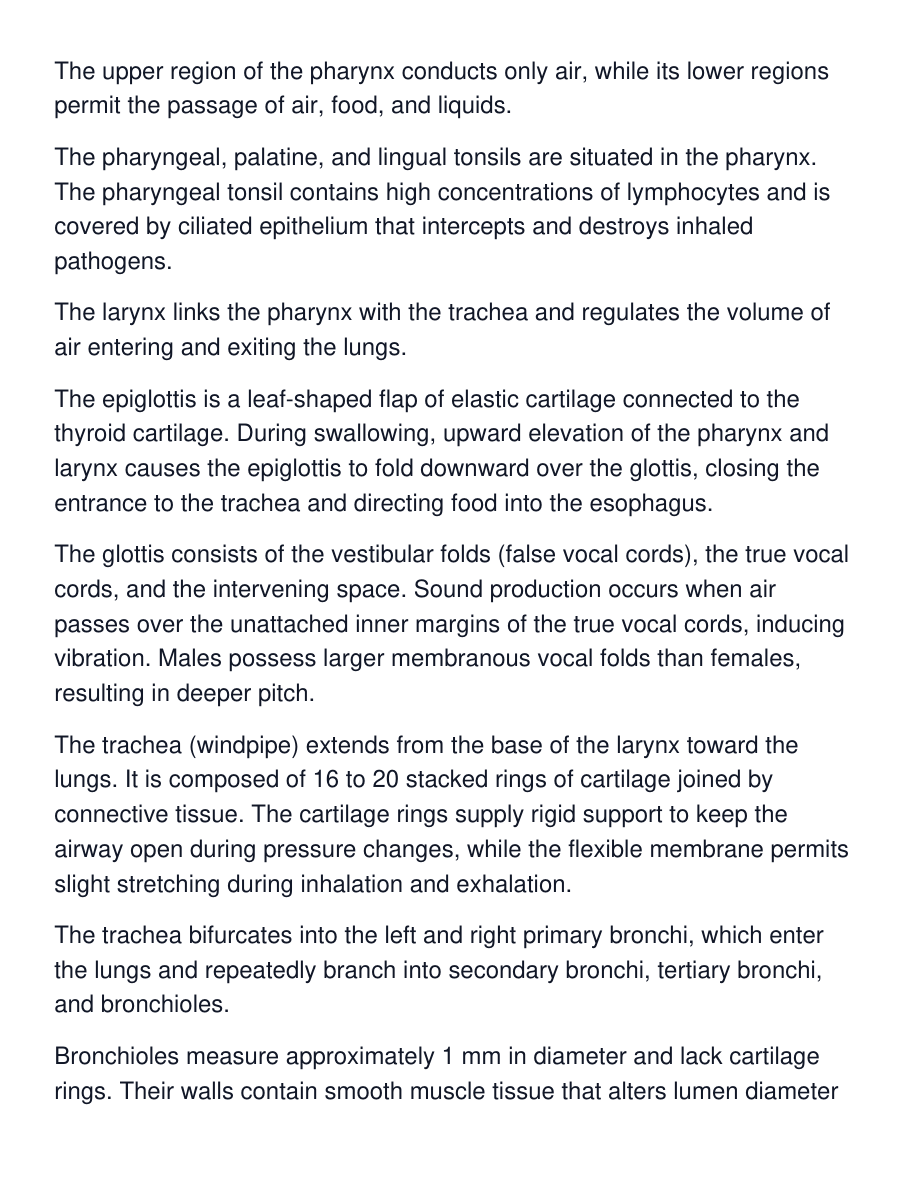 The upper region of the pharynx conducts only air, while its lower regions
permit the passage of air, food, and liquids.
The pharyngeal, palatine, and lingual tonsils are situated in the pharynx.
The pharyngeal tonsil contains high concentrations of lymphocytes and is
covered by ciliated epithelium that intercepts and destroys inhaled
pathogens.
The larynx links the pharynx with the trachea and regulates the volume of
air entering and exiting the lungs.
The epiglottis is a leaf-shaped flap of elastic cartilage connected to the
thyroid cartilage. During swallowing, upward elevation of the pharynx and
larynx causes the epiglottis to fold downward over the glottis, closing the
entrance to the trachea and directing food into the esophagus.
The glottis consists of the vestibular folds (false vocal cords), the true vocal
cords, and the intervening space. Sound production occurs when air
passes over the unattached inner margins of the true vocal cords, inducing
vibration. Males possess larger membranous vocal folds than females,
resulting in deeper pitch.
The trachea (windpipe) extends from the base of the larynx toward the
lungs. It is composed of 16 to 20 stacked rings of cartilage joined by
connective tissue. The cartilage rings supply rigid support to keep the
airway open during pressure changes, while the flexible membrane permits
slight stretching during inhalation and exhalation.
The trachea bifurcates into the left and right primary bronchi, which enter
the lungs and repeatedly branch into secondary bronchi, tertiary bronchi,
and bronchioles.
Bronchioles measure approximately 1 mm in diameter and lack cartilage
rings. Their walls contain smooth muscle tissue that alters lumen diameter